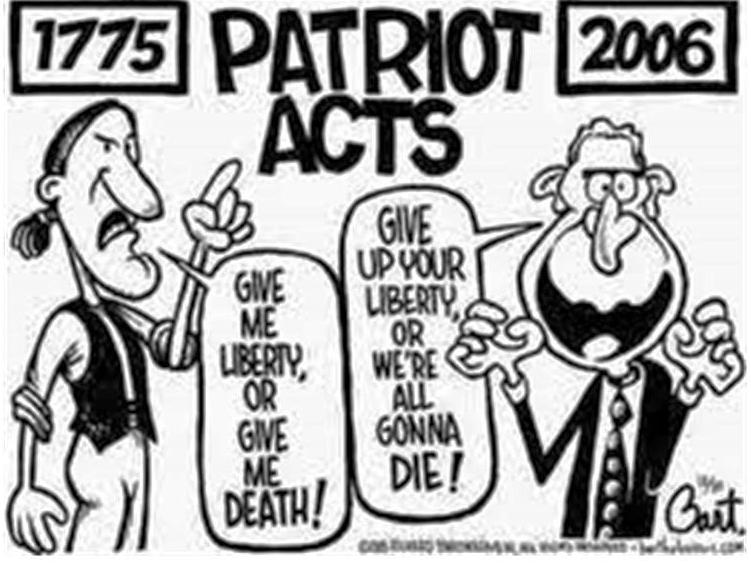 1775
PATRIOT
2006
ACTS
GIVE
ME
LIBERTY,
OR
GIVE
ME
DEATH!
GIVE
UP YOUR
LIBERTY,
OR
WE'RE
ALL
GONNA
DIE!
Bart.